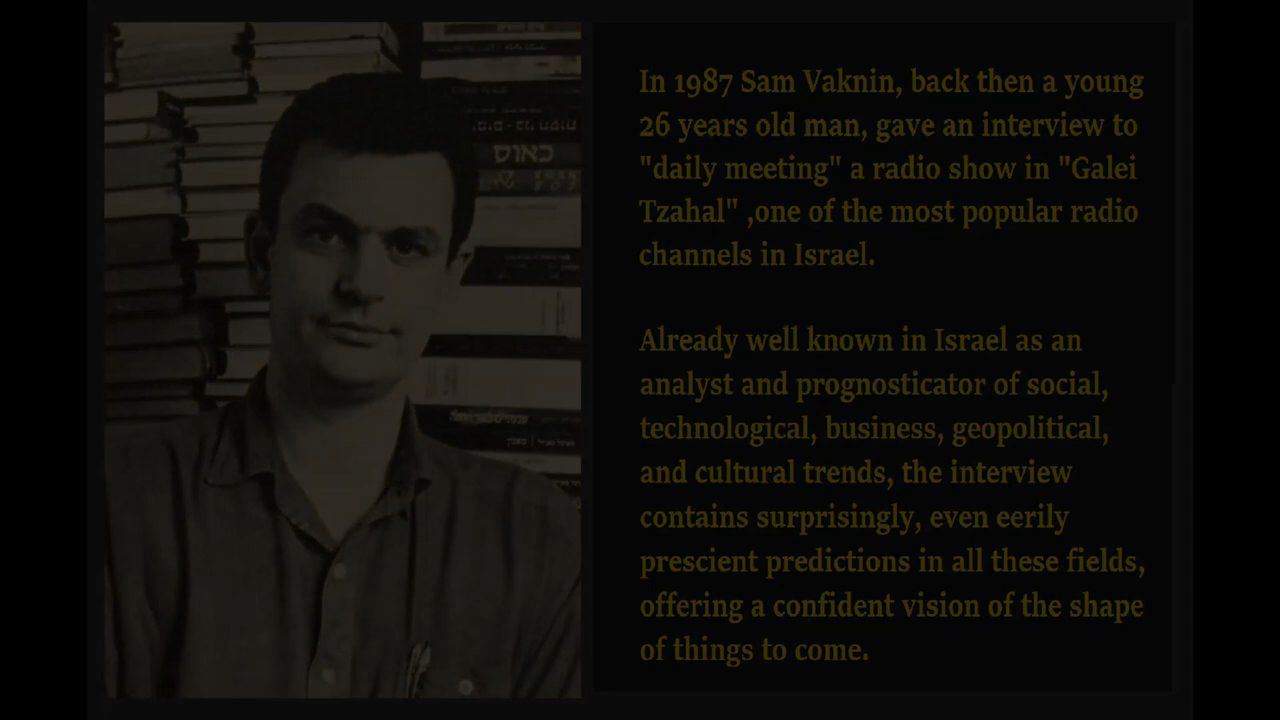 כאוס
In 1987 Sam Vaknin, back then a young
26 years old man, gave an interview to
"daily meeting" a radio show in "Galei
Tzahal" ,one of the most popular radio
channels in Israel.
Already well known in Israel as an
analyst and prognosticator of social,
technological, business, geopolitical,
and cultural trends, the interview
contains surprisingly, even eerily
prescient predictions in all these fields,
offering a confident vision of the shape
of things to come.